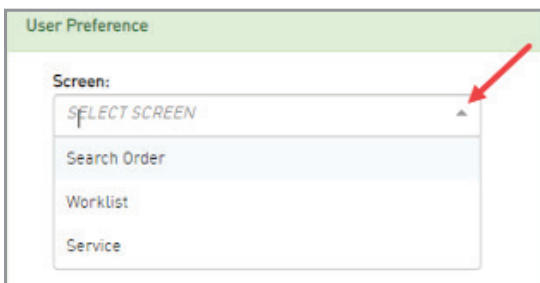 User Preference
Screen:
SELECT SCREEN
Search Order
Worklist
Service